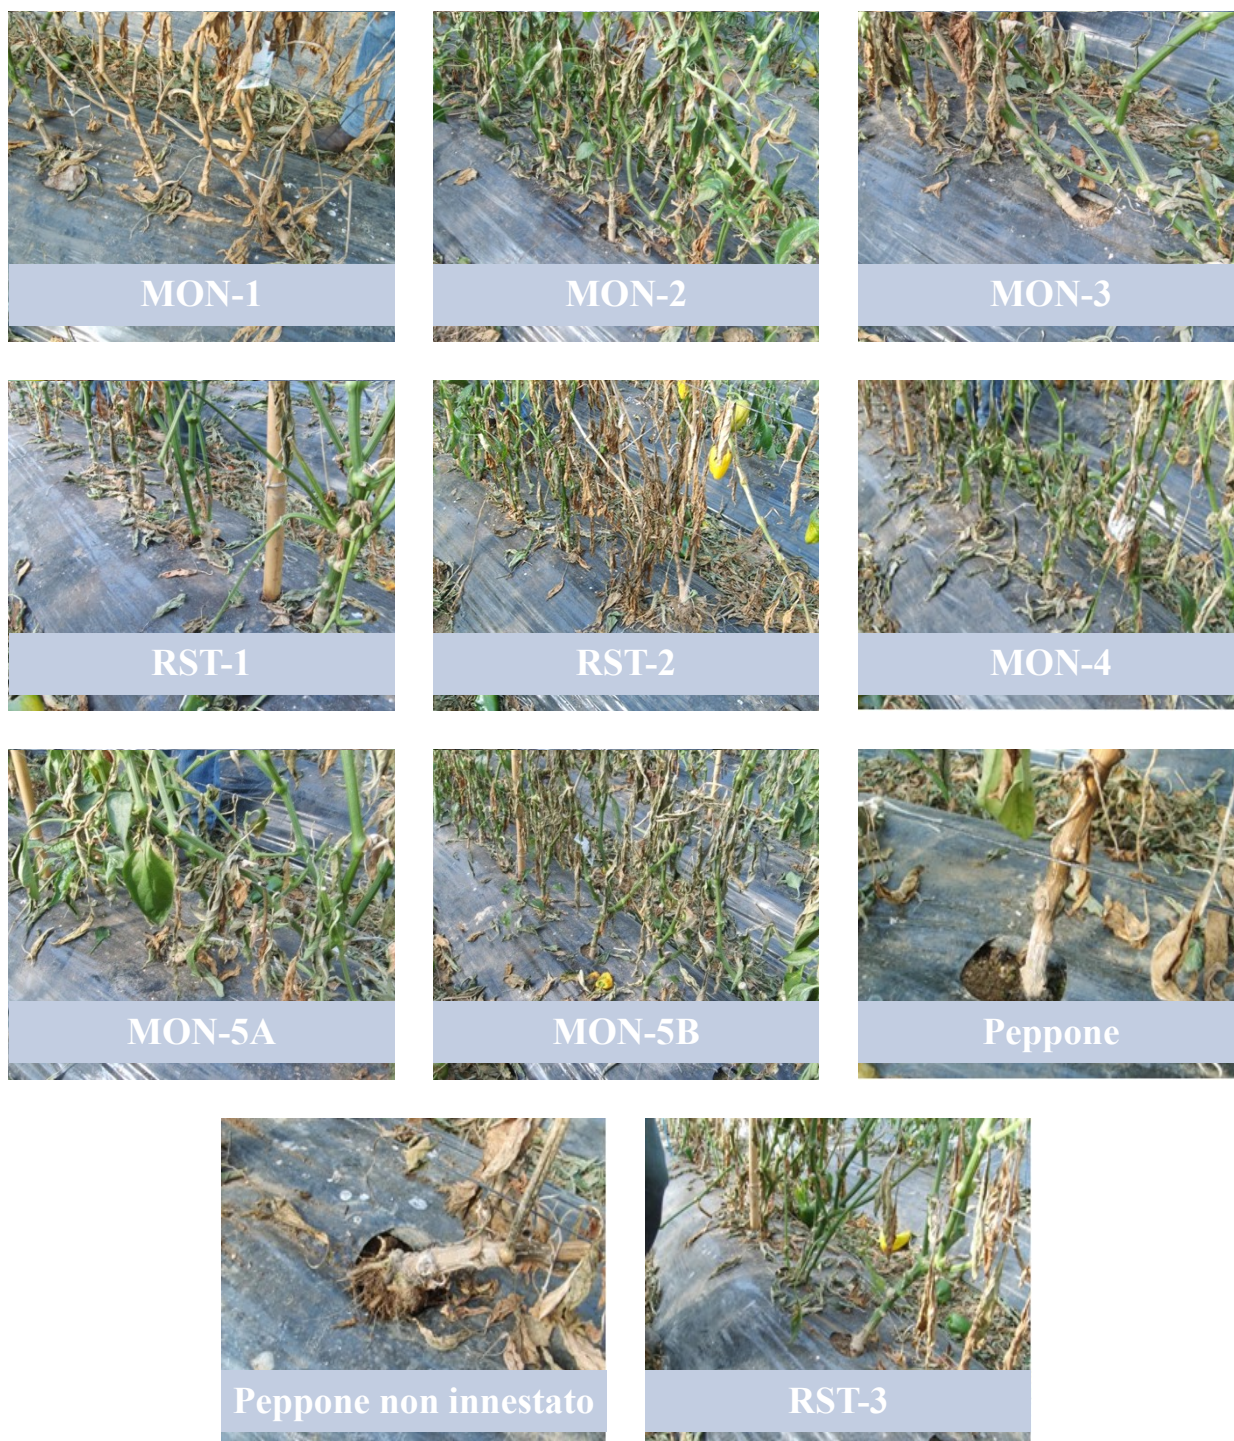 MON-1
MON-2
MON-3
RST-1
RST-2
MON-4
MON-5A
MON-5B
Peppone
Peppone non innestato
RST-3